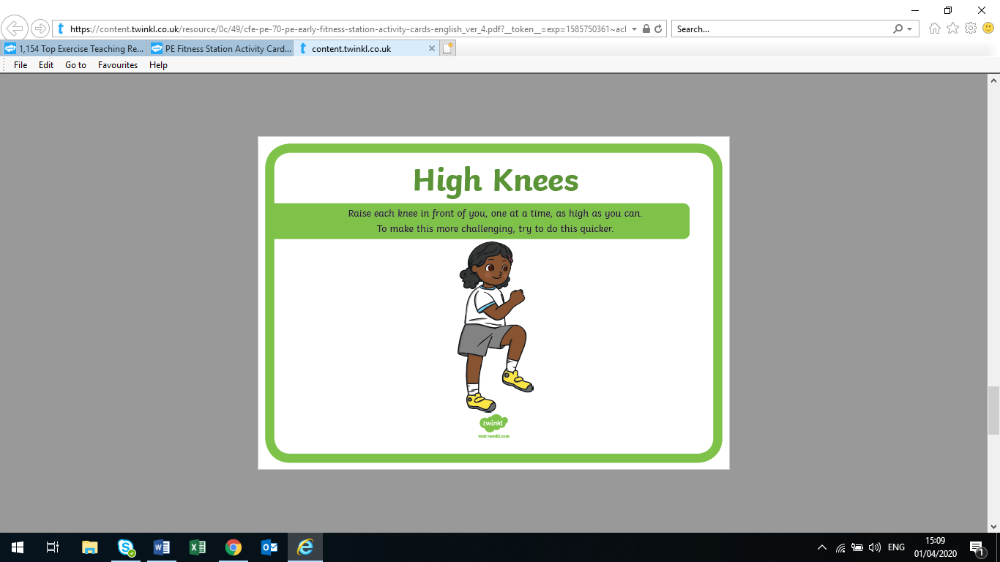 https://content.twinkl.co.uk/resource/0c/49/cfe-pe-70-pe-early-fitness-station-activity-cards-english_ver_4.pdf?__token__=exp=1585750361~acl
Search...
1,154 Top Exercise Teaching Re...
PE Fitness Station Activity Card...
content.twinkl.co.uk
File Edit Go to Favourites Help
High Knees
Raise each knee in front of you, one at a time, as high as you can.
To make this more challenging, try to do this quicker.
twinkl
visit twinkl.com
ENG
15:09
01/04/2020
1